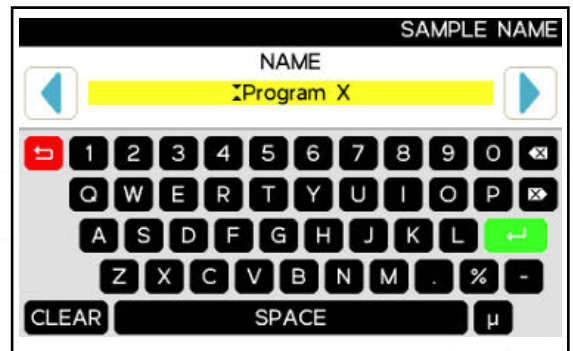 SAMPLE NAME
NAME
Program X
1 2 3 4 5 6 7 8 9 0
Q W E R T Y U I O P
A S D F G H J K L
Z X C V B N M . % -
CLEAR SPACE µ